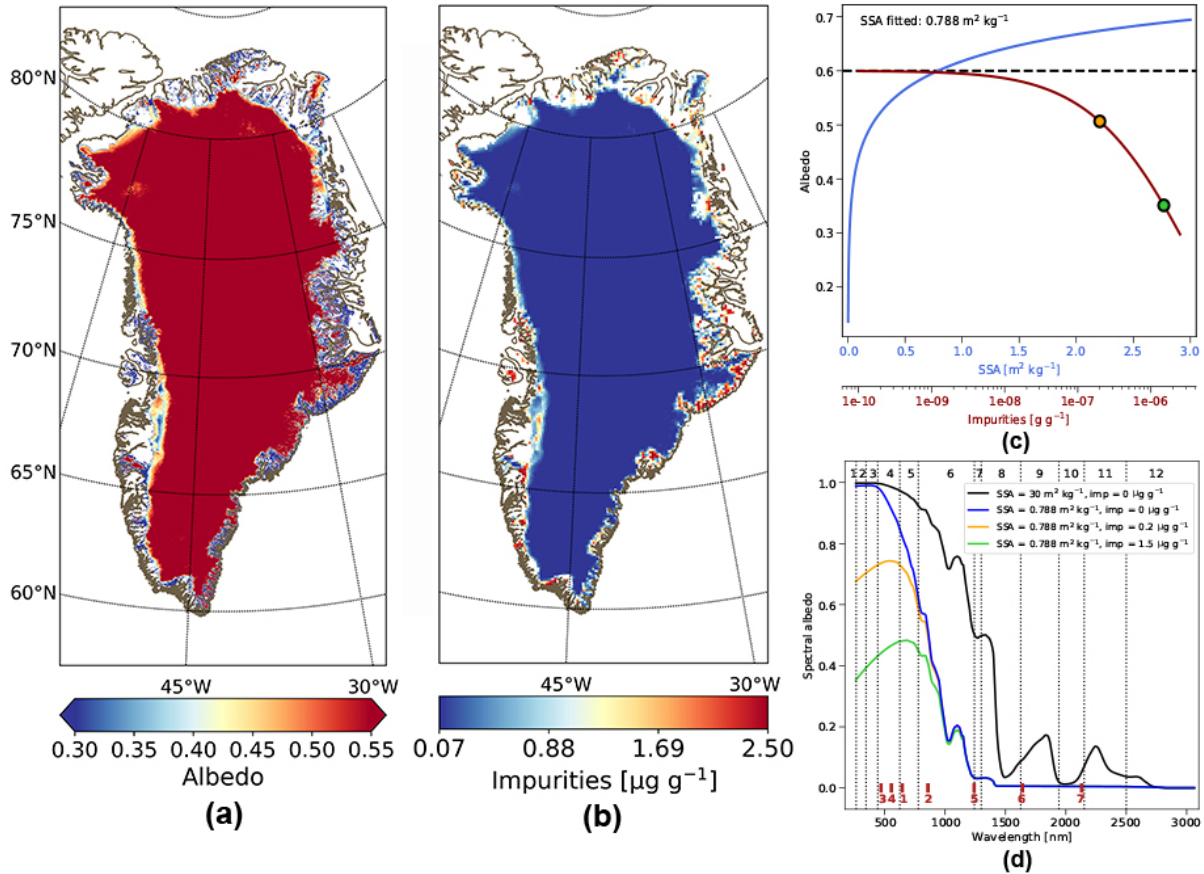 80°N
75°N
70°N
65°N
60°N
45°W 30°W
0.30 0.35 0.40 0.45 0.50 0.55
Albedo
(a)
45°W 30°W
0.07 0.88 1.69 2.50
Impurities [µg g⁻¹]
(b)
SSA fitted: 0.788 m² kg⁻¹
0.7
0.6
0.5
0.4
0.3
0.2
Albedo
0.0 0.5 1.0 1.5 2.0 2.5 3.0
SSA [m² kg⁻¹]
1e-10 1e-09 1e-08 1e-07 1e-06
Impurities [g g⁻¹]
(c)
1 2 3 4 5 6 7 8 9 10 11 12
SSA = 30 m² kg⁻¹, imp = 0 µg g⁻¹
SSA = 0.788 m² kg⁻¹, imp = 0 µg g⁻¹
SSA = 0.788 m² kg⁻¹, imp = 0.2 µg g⁻¹
SSA = 0.788 m² kg⁻¹, imp = 1.5 µg g⁻¹
1.0
0.8
0.6
0.4
0.2
0.0
Spectral albedo
3 4 1 2 5 6 7
500 1000 1500 2000 2500 3000
Wavelength [nm]
(d)